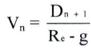 Vₙ = Dₙ ₊ ₁ / (Rₑ - g)